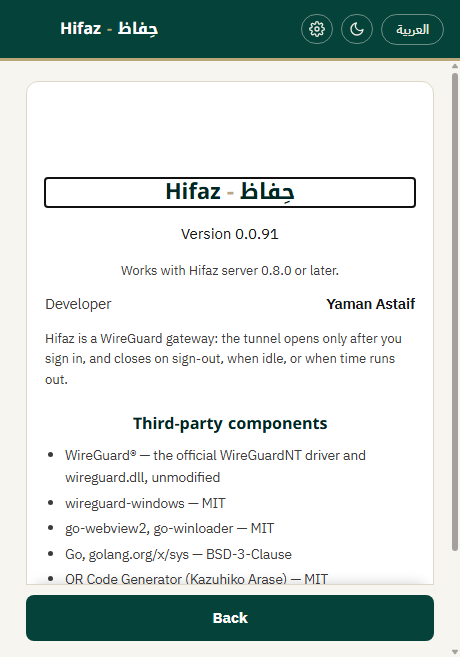 Hifaz - حِفاظ
العربية
Hifaz - حِفاظ
Version 0.0.91
Works with Hifaz server 0.8.0 or later.
Developer Yaman Astaif
Hifaz is a WireGuard gateway: the tunnel opens only after you
sign in, and closes on sign-out, when idle, or when time runs
out.
Third-party components
• WireGuard® — the official WireGuardNT driver and
wireguard.dll, unmodified
• wireguard-windows — MIT
• go-webview2, go-winloader — MIT
• Go, golang.org/x/sys — BSD-3-Clause
• QR Code Generator (Kazuhiko Arase) — MIT
Back